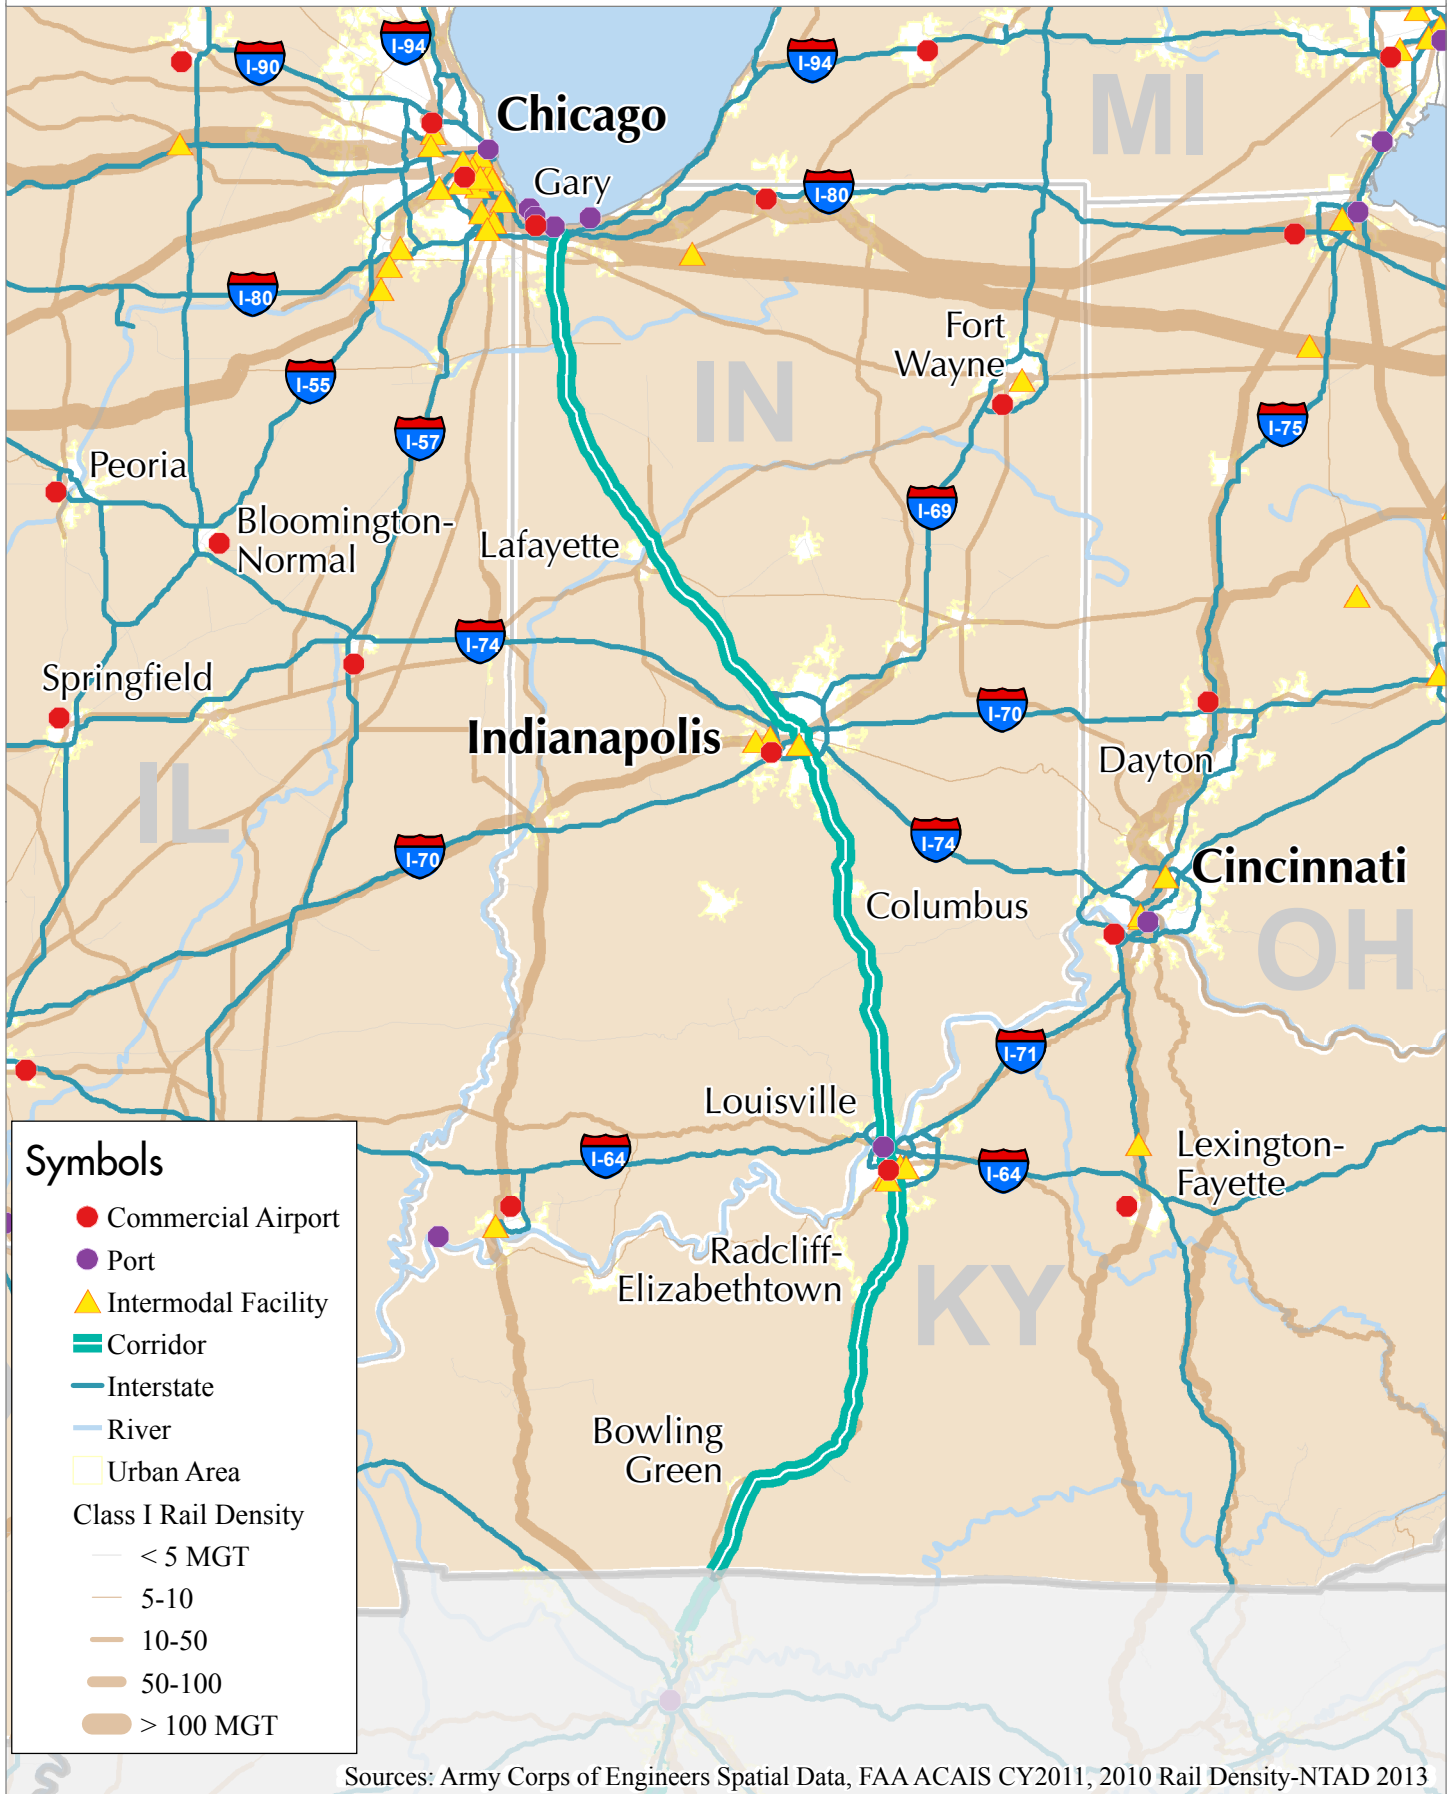 I-94
I-90
I-94
Chicago
MI
Gary
I-80
I-80
Fort
Wayne
I-55
IN
I-57
I-75
Peoria
I-69
Bloomington-
Normal
Lafayette
I-74
Springfield
I-70
Indianapolis
Dayton
IL
I-74
I-70
Cincinnati
Columbus
OH
I-71
Louisville
I-64
I-64
Lexington-
Fayette
Radcliff-
Elizabethtown
KY
Bowling
Green
Symbols
Commercial Airport
Port
Intermodal Facility
Corridor
Interstate
River
Urban Area
Class I Rail Density
< 5 MGT
5-10
10-50
50-100
> 100 MGT
Sources: Army Corps of Engineers Spatial Data, FAA ACAIS CY2011, 2010 Rail Density-NTAD 2013